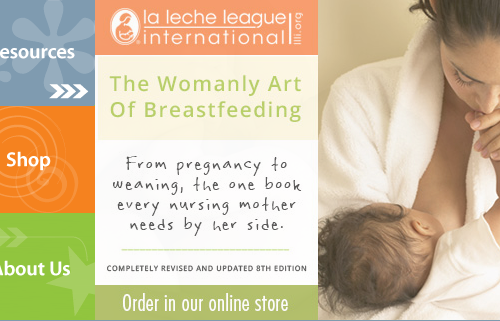 la leche league
international
llli.org
esources
Shop
About Us
The Womanly Art
Of Breastfeeding
From pregnancy to
weaning, the one book
every nursing mother
needs by her side.
COMPLETELY REVISED AND UPDATED 8TH EDITION
Order in our online store